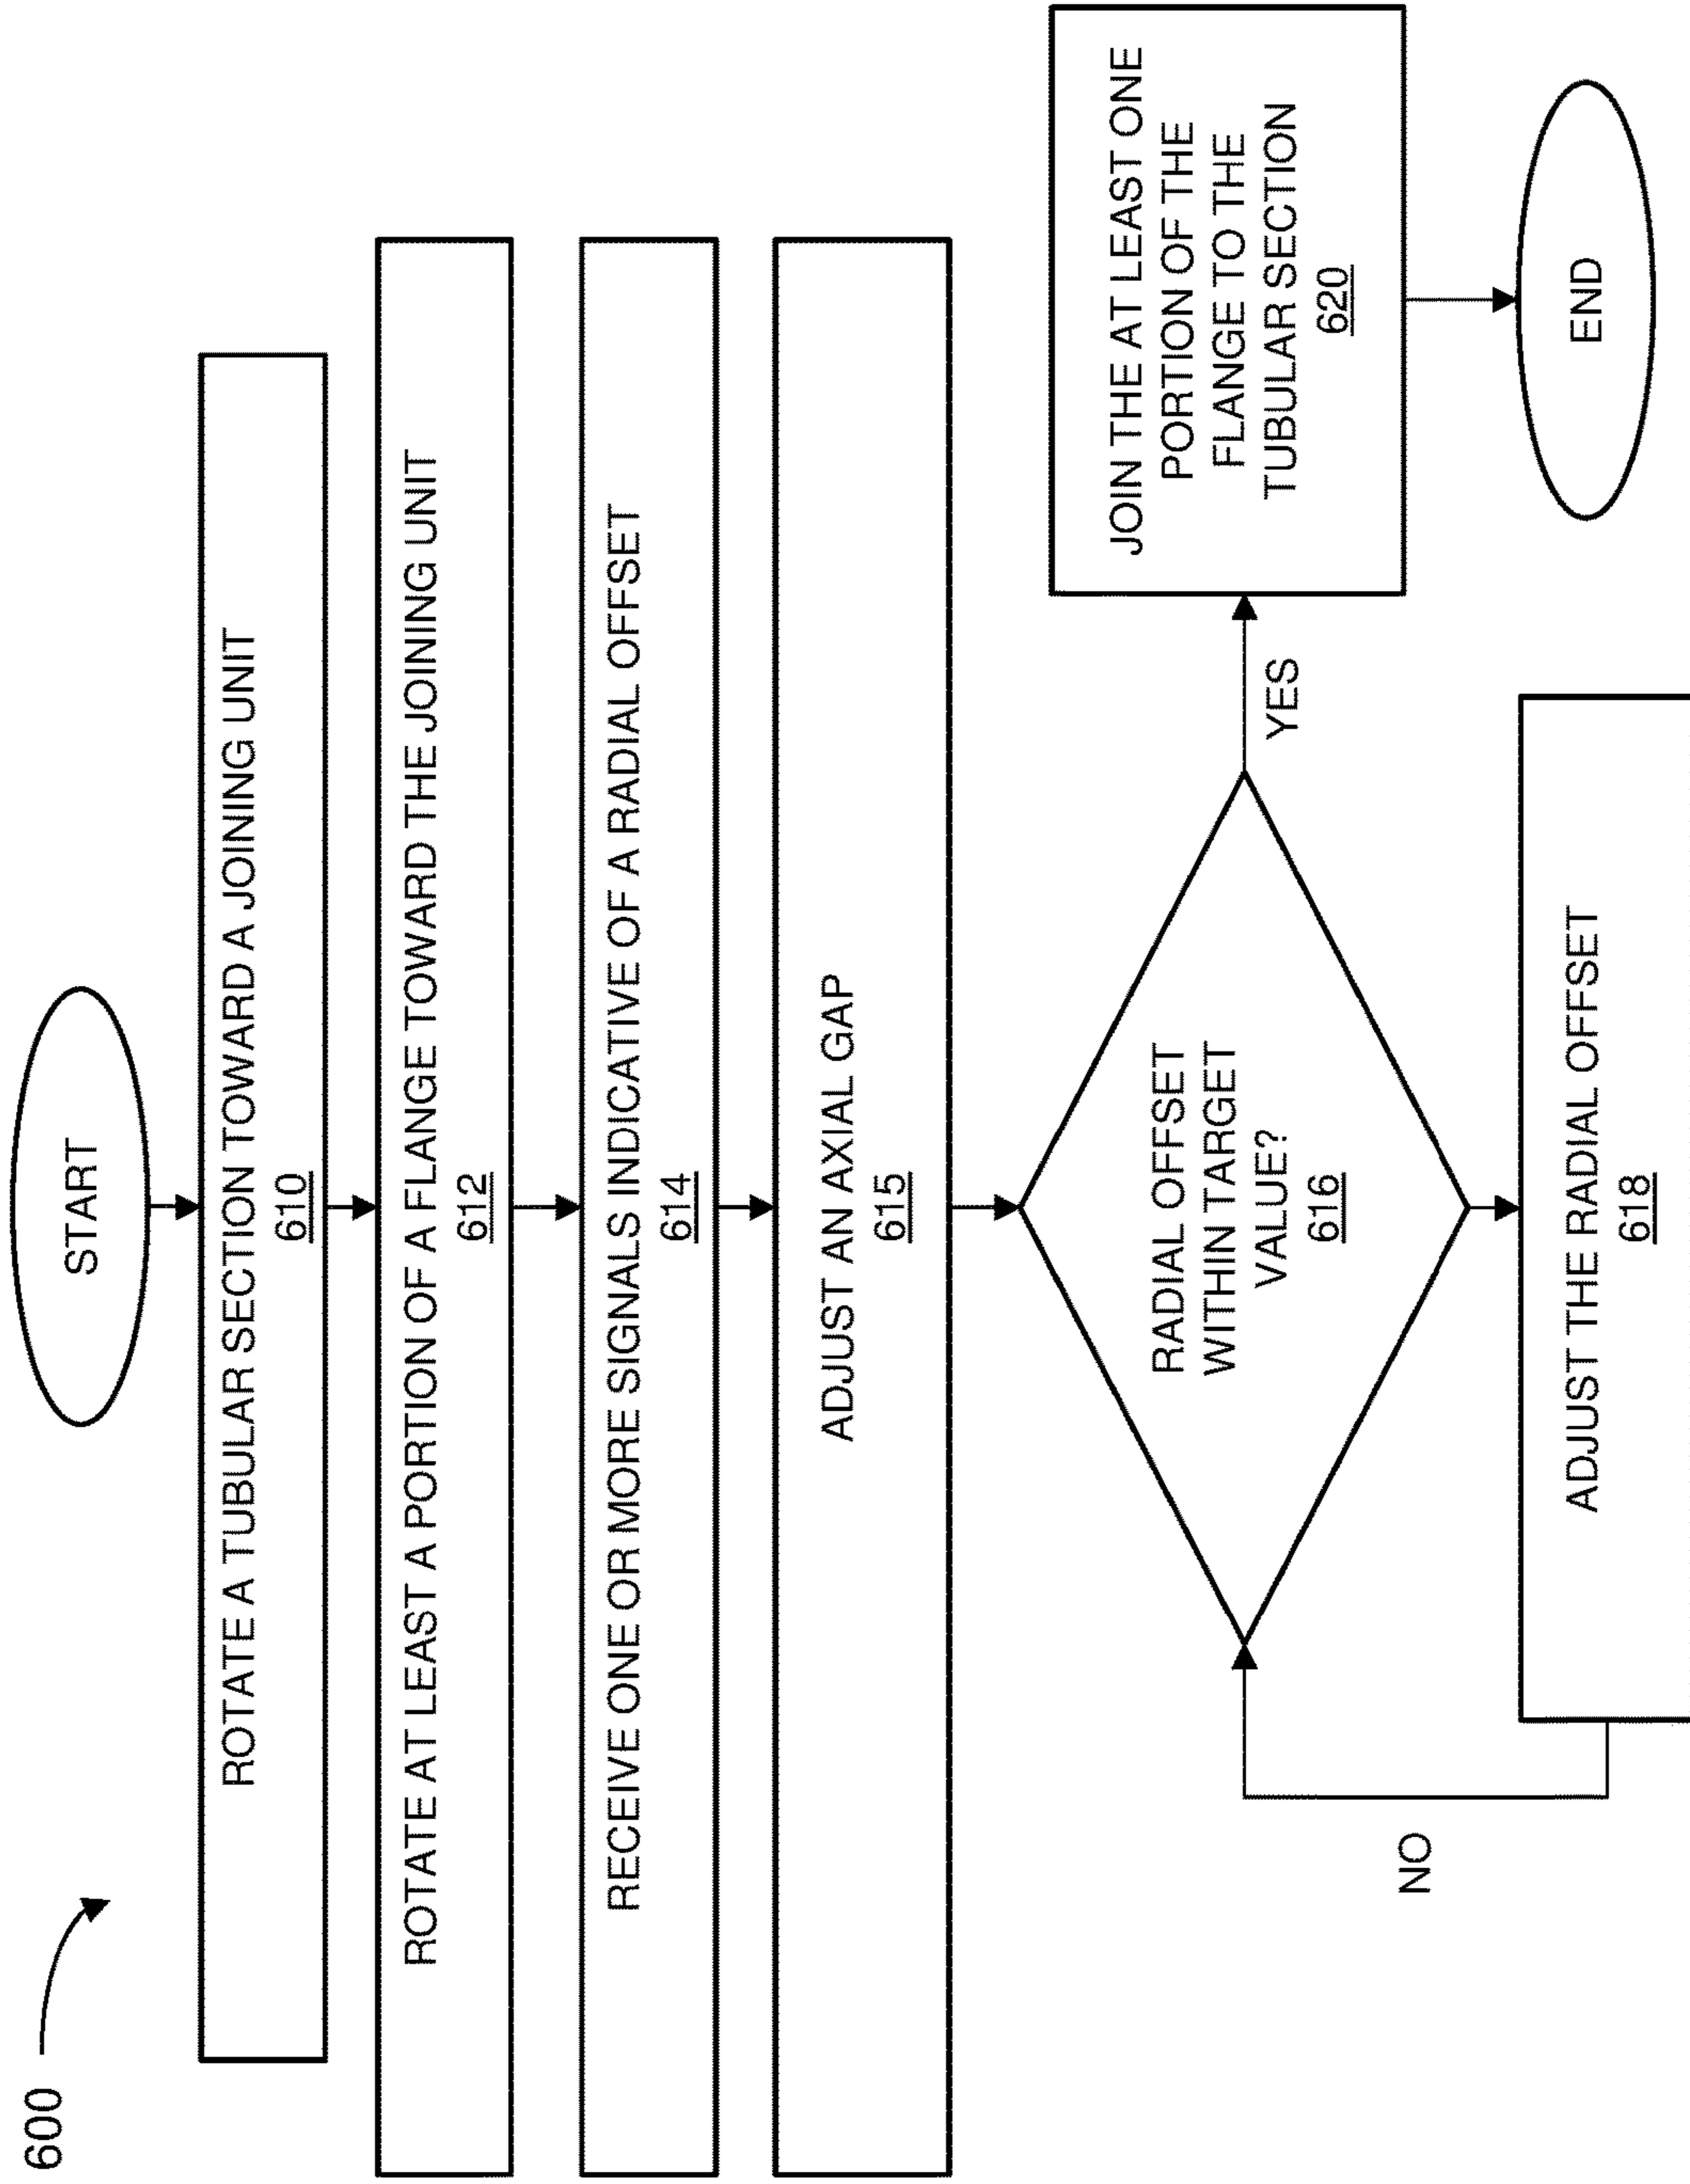 600
START
ROTATE A TUBULAR SECTION TOWARD A JOINING UNIT
610
ROTATE AT LEAST A PORTION OF A FLANGE TOWARD THE JOINING UNIT
612
RECEIVE ONE OR MORE SIGNALS INDICATIVE OF A RADIAL OFFSET
614
ADJUST AN AXIAL GAP
615
RADIAL OFFSET
WITHIN TARGET
VALUE?
616
YES
JOIN THE AT LEAST ONE
PORTION OF THE
FLANGE TO THE
TUBULAR SECTION
620
END
NO
ADJUST THE RADIAL OFFSET
618